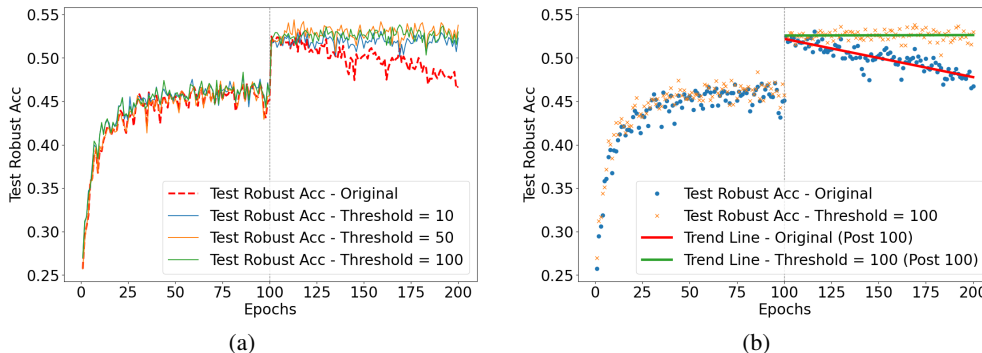 0.55
0.50
0.45
0.40
0.35
0.30
0.25
Test Robust Acc
Test Robust Acc - Original
Test Robust Acc - Threshold = 10
Test Robust Acc - Threshold = 50
Test Robust Acc - Threshold = 100
0 25 50 75 100 125 150 175 200
Epochs
(a)
0.55
0.50
0.45
0.40
0.35
0.30
0.25
Test Robust Acc
Test Robust Acc - Original
Test Robust Acc - Threshold = 100
Trend Line - Original (Post 100)
Trend Line - Threshold = 100 (Post 100)
0 25 50 75 100 125 150 175 200
Epochs
(b)